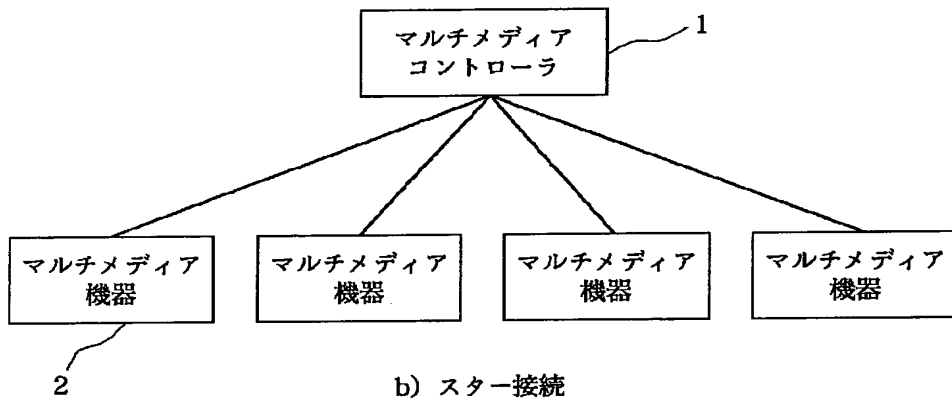 マルチメディア
コントローラ
1
マルチメディア
機器
マルチメディア
機器
マルチメディア
機器
マルチメディア
機器
2
b) スター接続